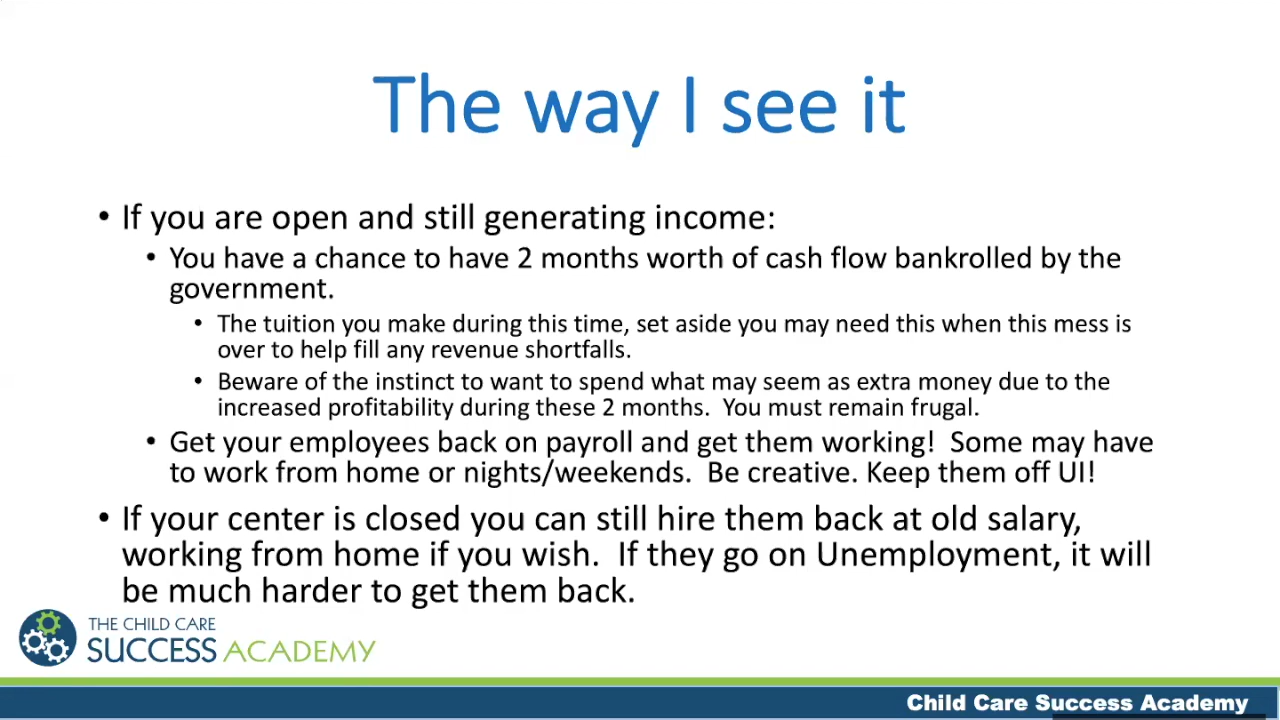 The way I see it
• If you are open and still generating income:
• You have a chance to have 2 months worth of cash flow bankrolled by the
government.
• The tuition you make during this time, set aside you may need this when this mess is
over to help fill any revenue shortfalls.
• Beware of the instinct to want to spend what may seem as extra money due to the
increased profitability during these 2 months.  You must remain frugal.
• Get your employees back on payroll and get them working!  Some may have
to work from home or nights/weekends.  Be creative. Keep them off UI!
• If your center is closed you can still hire them back at old salary,
working from home if you wish.  If they go on Unemployment, it will
be much harder to get them back.
THE CHILD CARE
SUCCESS ACADEMY
Child Care Success Academy